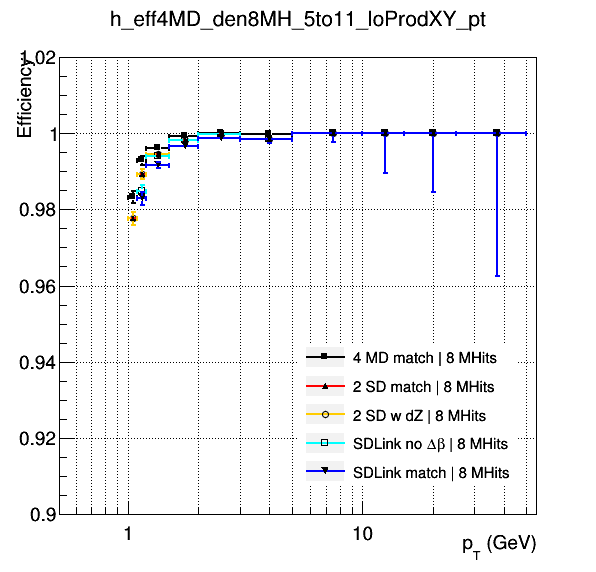 h_eff4MD_den8MH_5to11_loProdXY_pt
Efficiency
1.02
1
0.98
0.96
0.94
0.92
0.9
4 MD match | 8 MHits
2 SD match | 8 MHits
2 SD w dZ | 8 MHits
SDLink no Δβ | 8 MHits
SDLink match | 8 MHits
1
10
p_T (GeV)